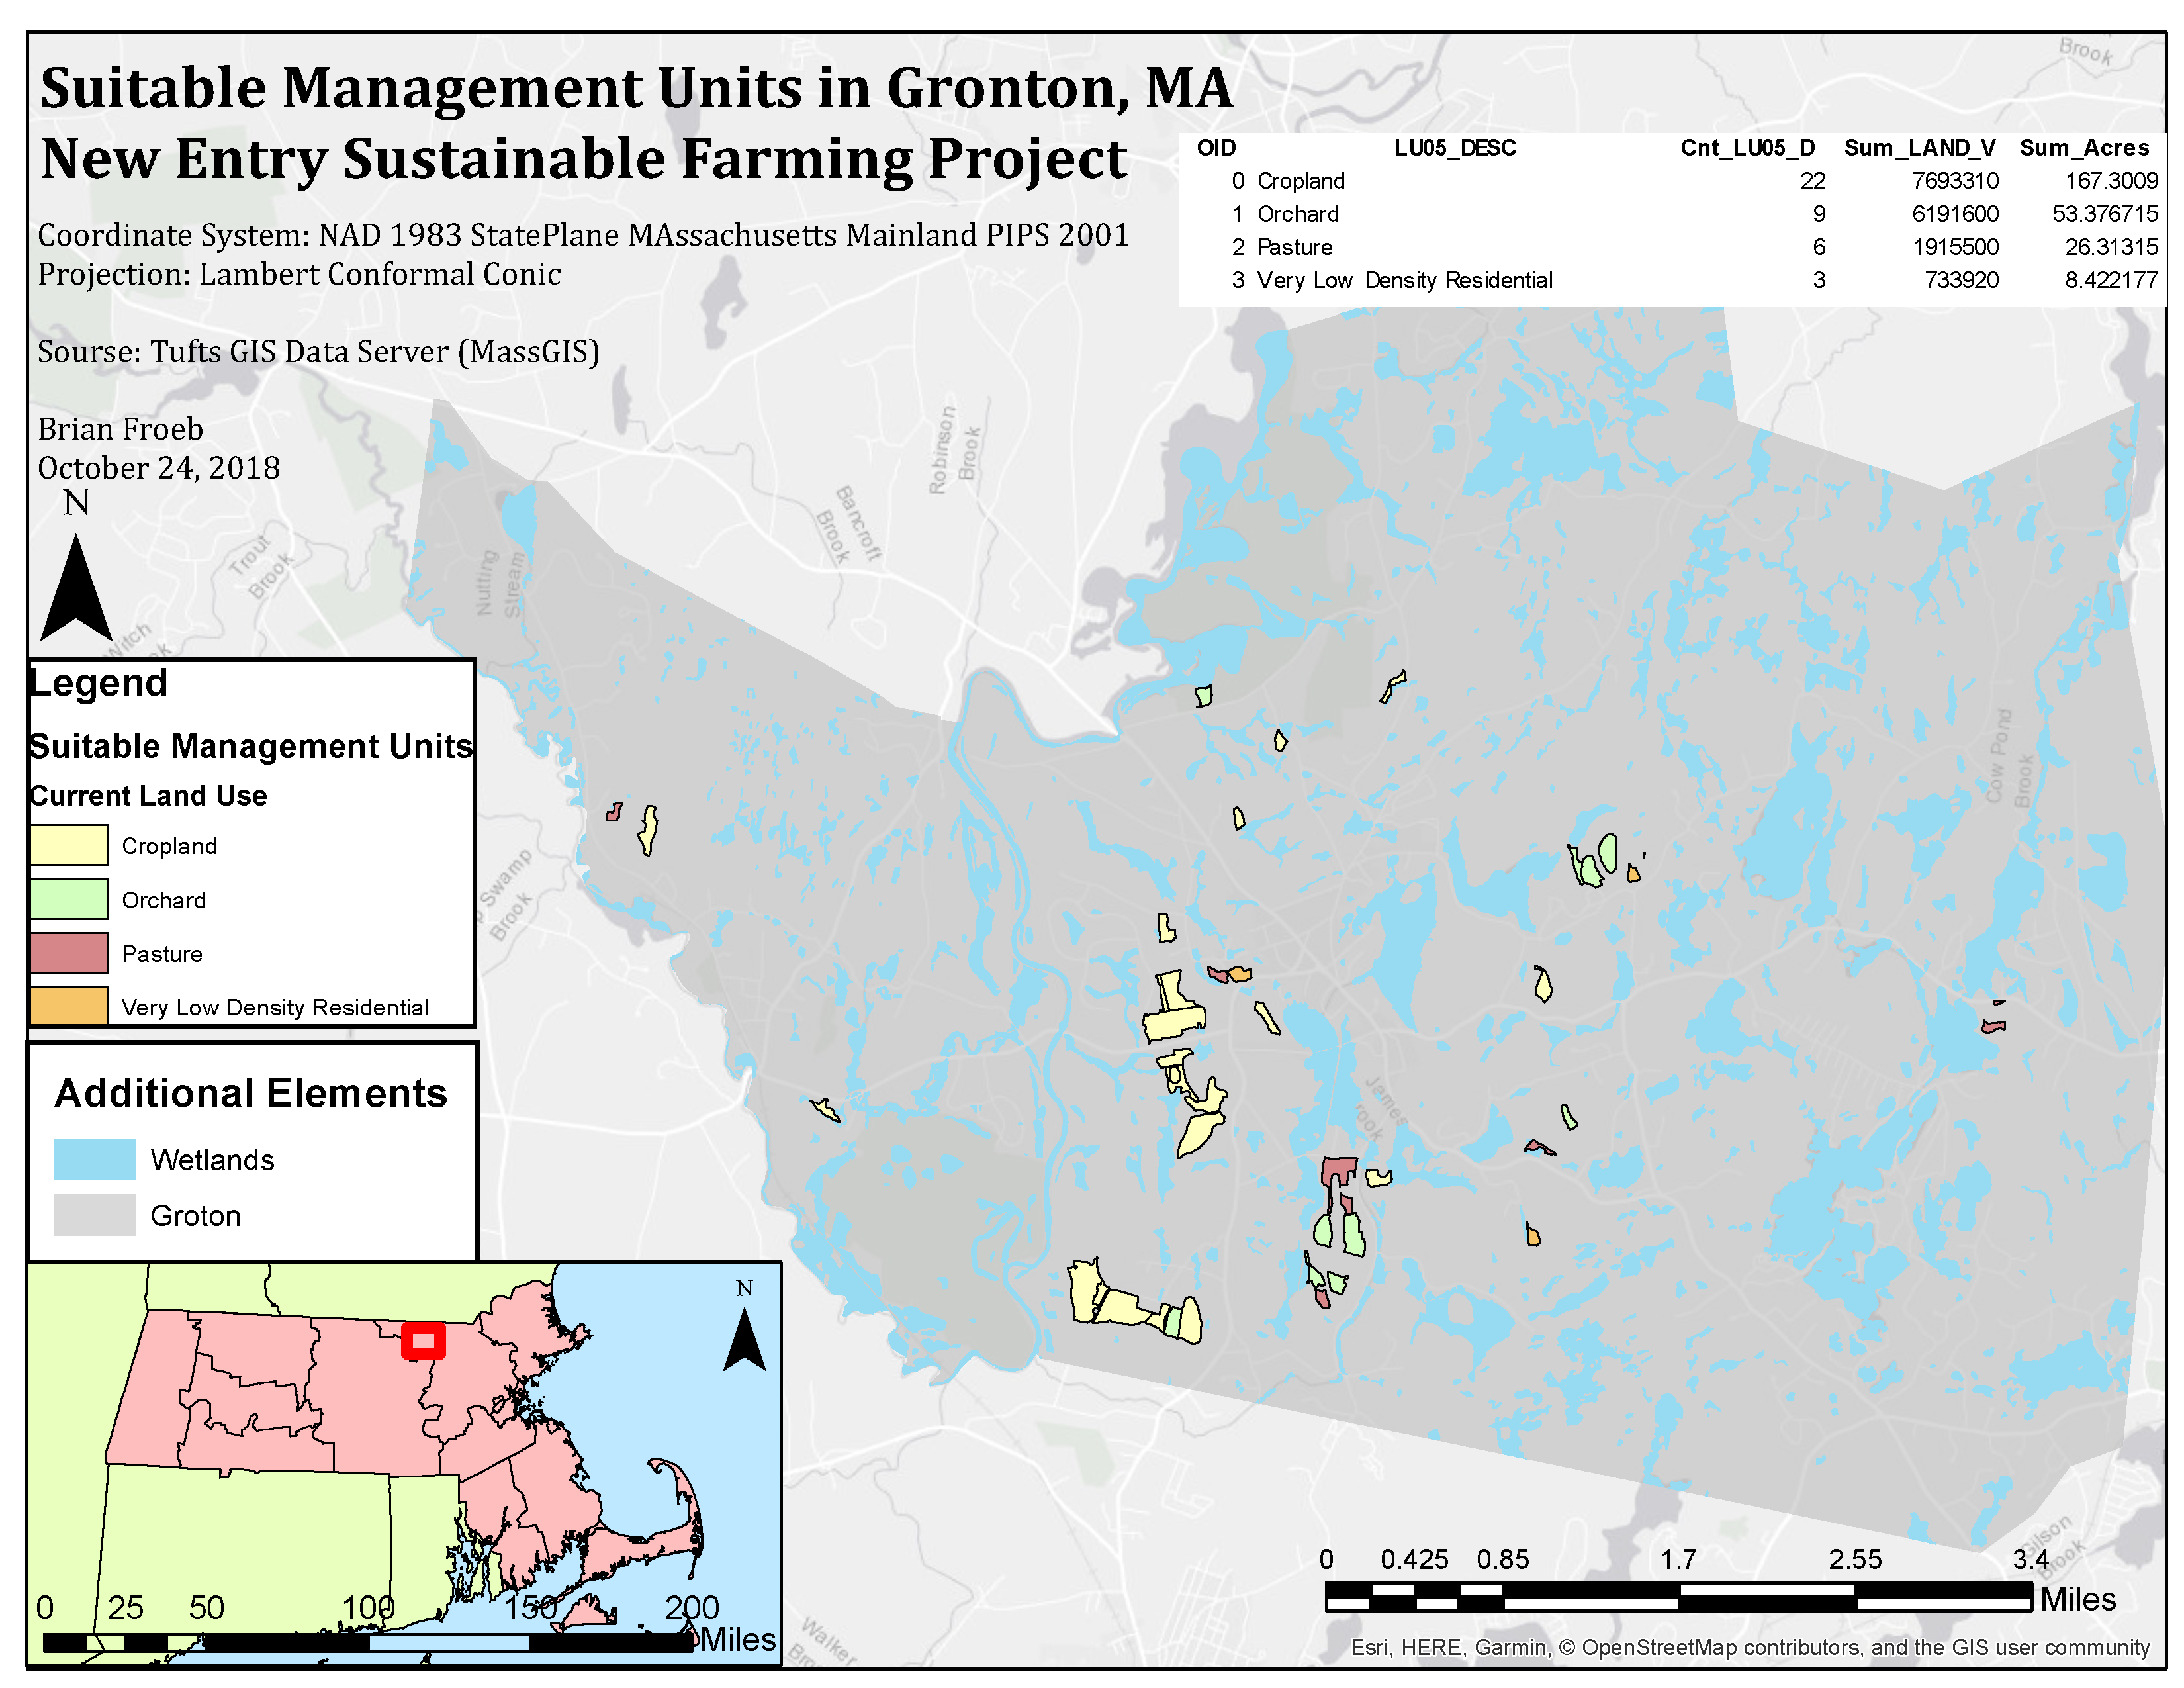 Suitable Management Units in Gronton, MA
New Entry Sustainable Farming Project
Coordinate System: NAD 1983 StatePlane MAssachusetts Mainland PIPS 2001
Projection: Lambert Conformal Conic
Sourse: Tufts GIS Data Server (MassGIS)
Brian Froeb
October 24, 2018
N
OID LU05_DESC Cnt_LU05_D Sum_LAND_V Sum_Acres
0 Cropland 22 7693310 167.3009
1 Orchard 9 6191600 53.376715
2 Pasture 6 1915500 26.31315
3 Very Low Density Residential 3 733920 8.422177
Brook
Robinson
Brook
Bancroft
Brook
Trout
Brook
Nutting
Stream
Witch
Swamp
Brook
Cow Pond
Brook
James
Gilson
Brook
Walker
Legend
Suitable Management Units
Current Land Use
Cropland
Orchard
Pasture
Very Low Density Residential
Additional Elements
Wetlands
Groton
N
0 25 50 100 150 200
Miles
0 0.425 0.85 1.7 2.55 3.4
Miles
Esri, HERE, Garmin, © OpenStreetMap contributors, and the GIS user community